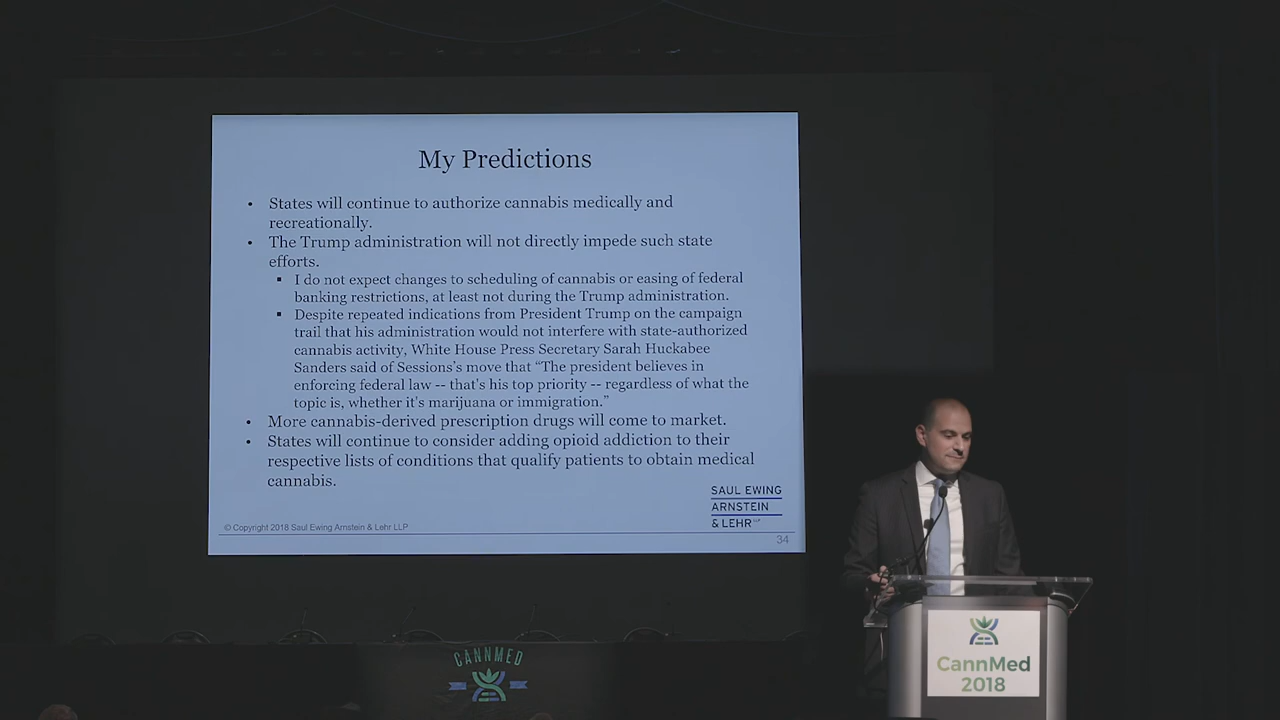 My Predictions
• States will continue to authorize cannabis medically and
recreationally.
• The Trump administration will not directly impede such state
efforts.
▪ I do not expect changes to scheduling of cannabis or easing of federal
banking restrictions, at least not during the Trump administration.
▪ Despite repeated indications from President Trump on the campaign
trail that his administration would not interfere with state-authorized
cannabis activity, White House Press Secretary Sarah Huckabee
Sanders said of Sessions's move that “The president believes in
enforcing federal law -- that's his top priority -- regardless of what the
topic is, whether it's marijuana or immigration.”
• More cannabis-derived prescription drugs will come to market.
• States will continue to consider adding opioid addiction to their
respective lists of conditions that qualify patients to obtain medical
cannabis.
SAUL EWING
ARNSTEIN
& LEHR LLP
© Copyright 2018 Saul Ewing Arnstein & Lehr LLP
34
CANNMED
CannMed
2018